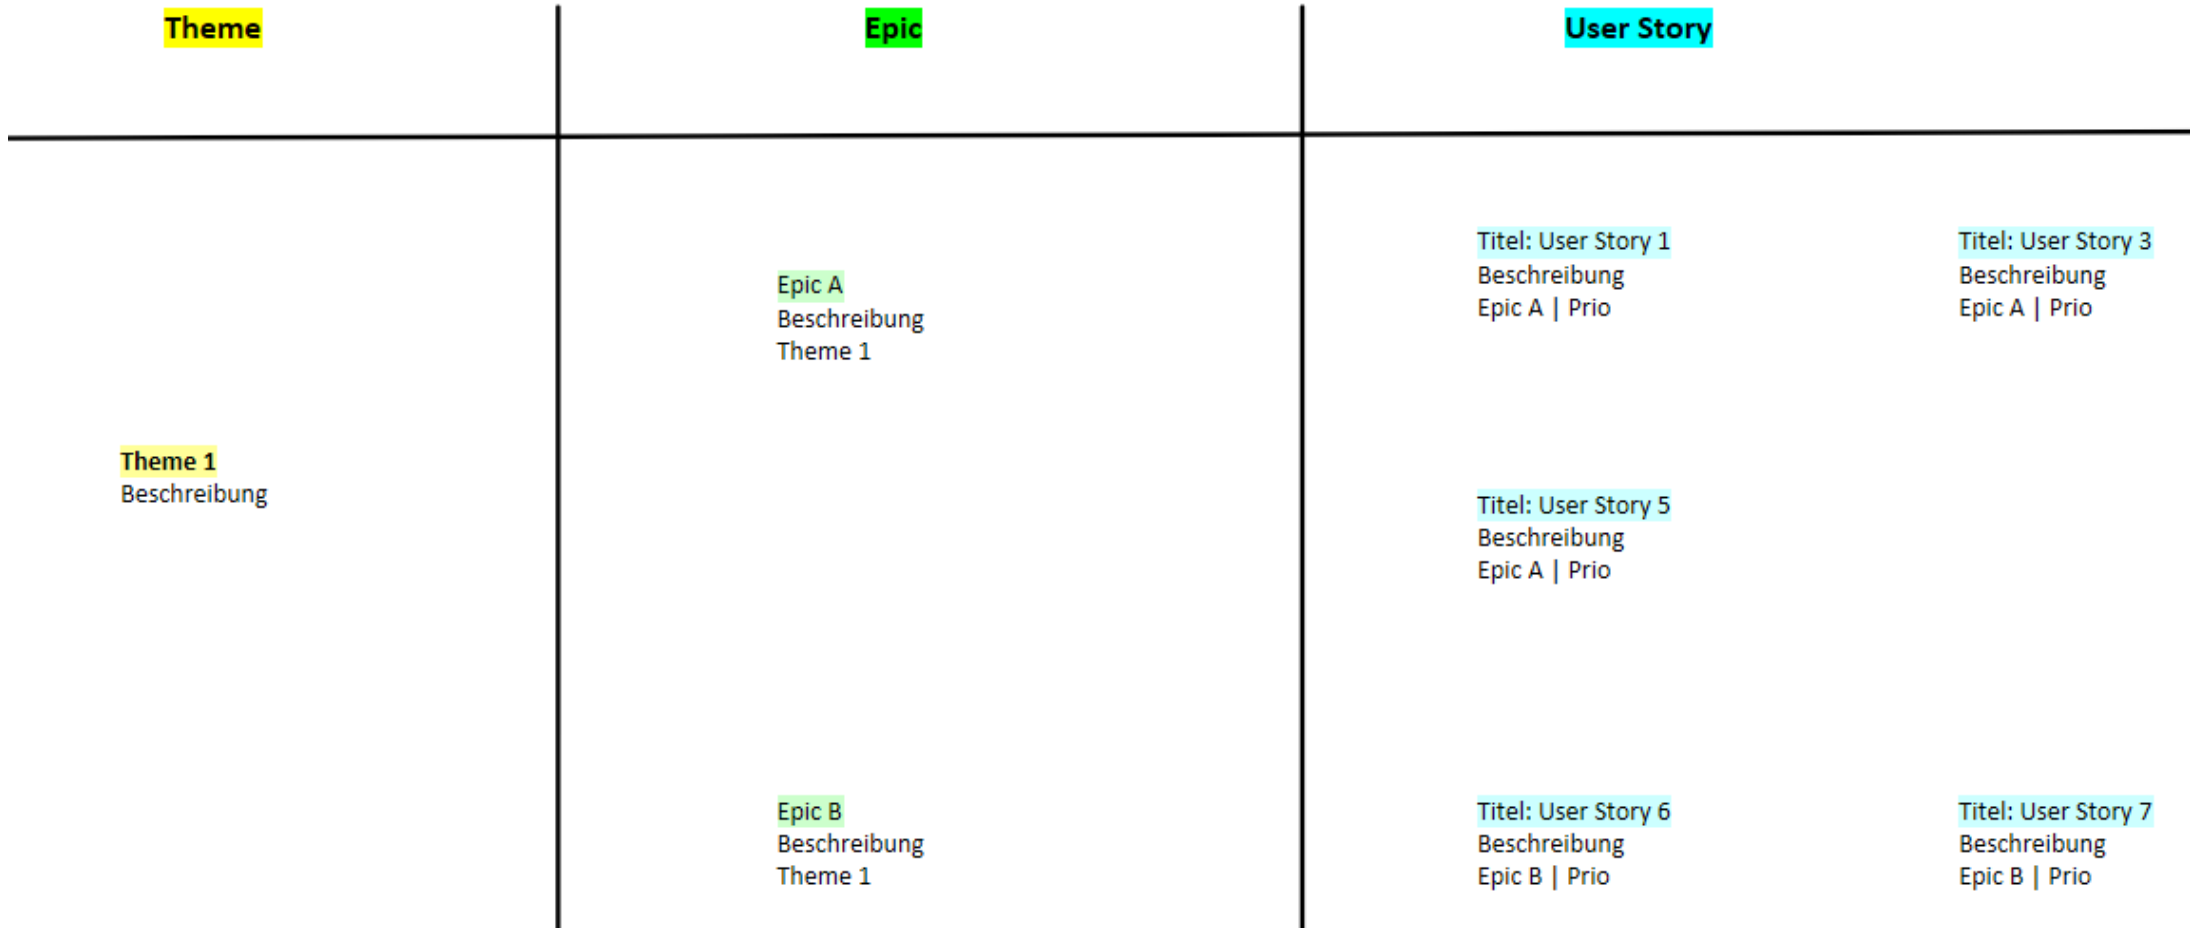 Theme
Epic
User Story
Theme 1
Beschreibung
Epic A
Beschreibung
Theme 1
Epic B
Beschreibung
Theme 1
Titel: User Story 1
Beschreibung
Epic A | Prio
Titel: User Story 3
Beschreibung
Epic A | Prio
Titel: User Story 5
Beschreibung
Epic A | Prio
Titel: User Story 6
Beschreibung
Epic B | Prio
Titel: User Story 7
Beschreibung
Epic B | Prio